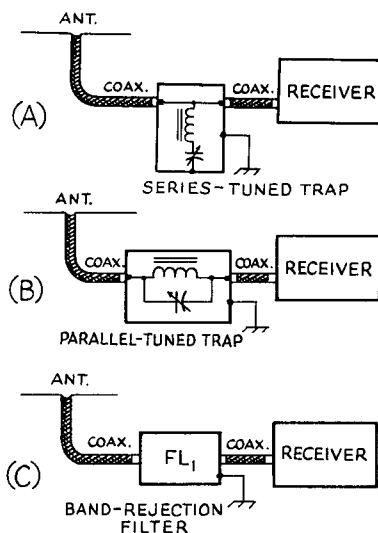 ANT.
COAX.
COAX.
RECEIVER
(A)
SERIES-TUNED TRAP
ANT.
COAX.
COAX.
RECEIVER
(B)
PARALLEL-TUNED TRAP
ANT.
COAX.
COAX.
FL1
RECEIVER
(C)
BAND-REJECTION
FILTER